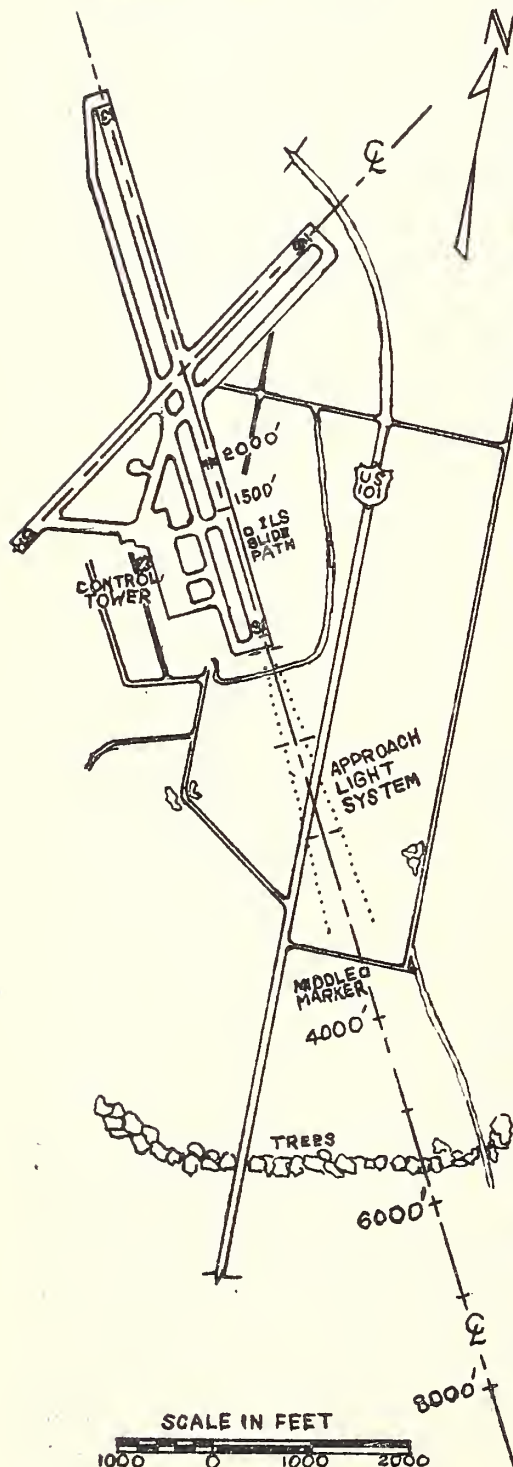 N
℄
2000'
1500'
US
101
ILS
GLIDE
PATH
CONTROL
TOWER
APPROACH
LIGHT
SYSTEM
MIDDLE
MARKER
4000'
TREES
6000'
℄
8000'
SCALE IN FEET
1000 0 1000 2000